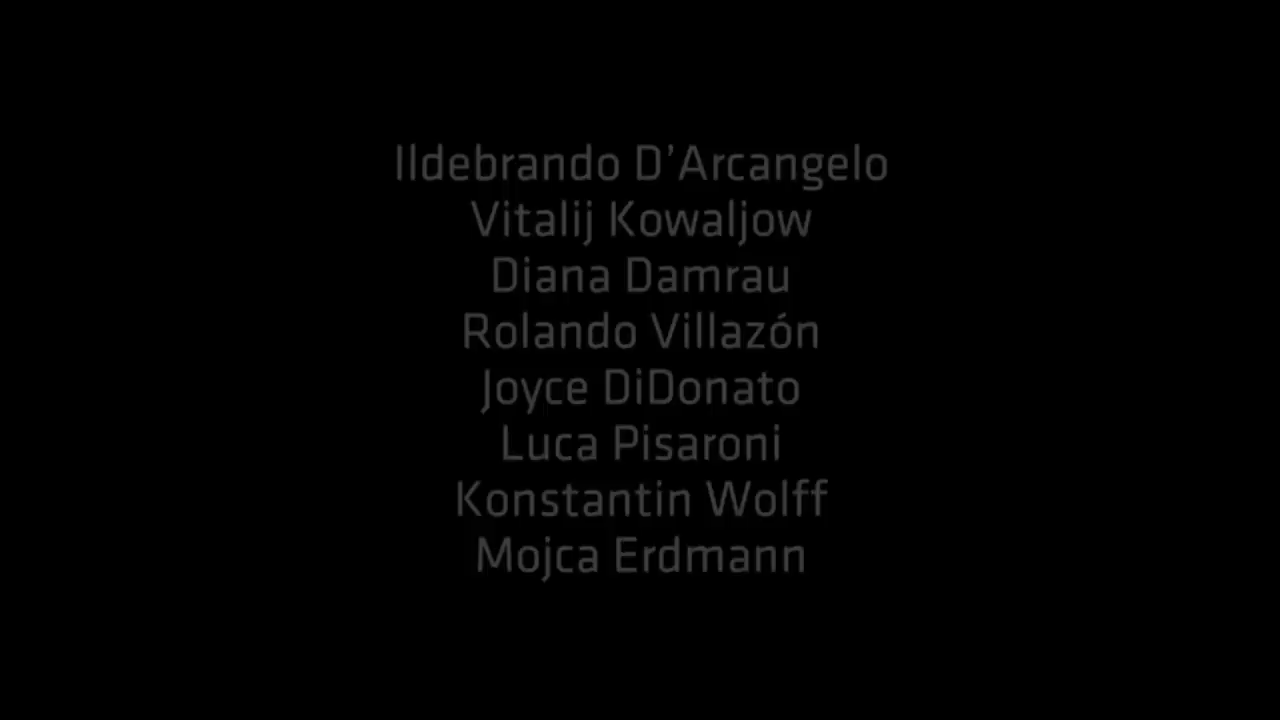 Ildebrando D’Arcangelo
Vitalij Kowaljow
Diana Damrau
Rolando Villazón
Joyce DiDonato
Luca Pisaroni
Konstantin Wolff
Mojca Erdmann